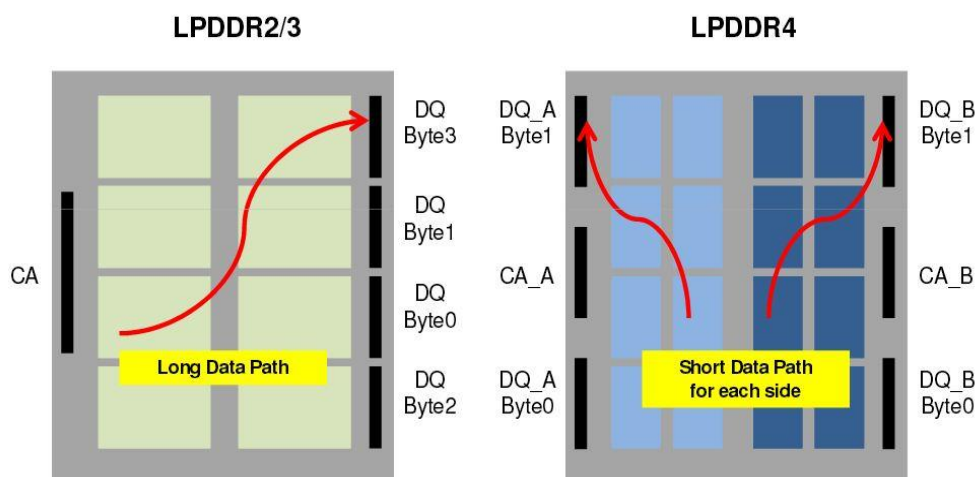 LPDDR2/3
LPDDR4
CA
DQ
Byte3
DQ
Byte1
DQ
Byte0
DQ
Byte2
Long Data Path
DQ_A
Byte1
CA_A
DQ_A
Byte0
Short Data Path
for each side
DQ_B
Byte1
CA_B
DQ_B
Byte0